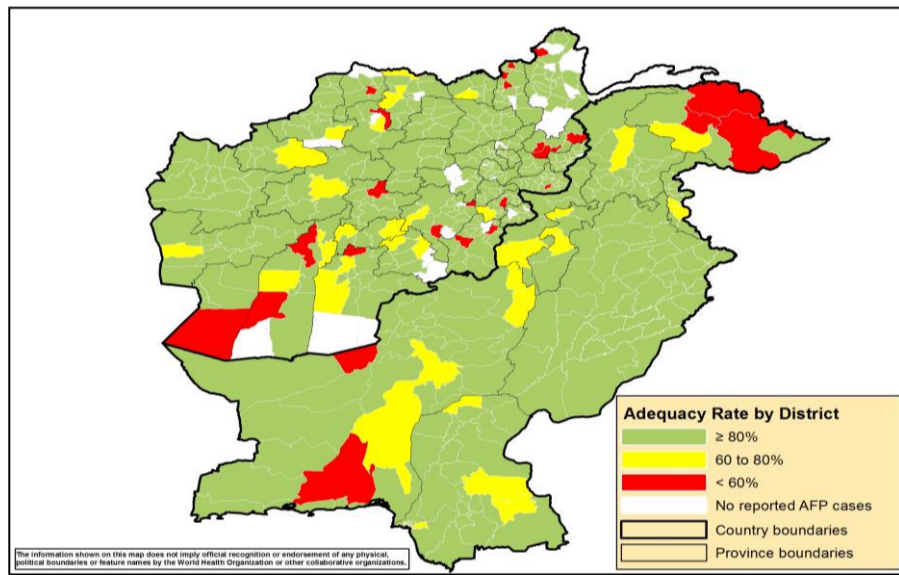 Adequacy Rate by District
≥ 80%
60 to 80%
< 60%
No reported AFP cases
Country boundaries
Province boundaries
The information shown on this map does not imply official recognition or endorsement of any physical,
political boundaries or feature names by the World Health Organization or other collaborative organizations.